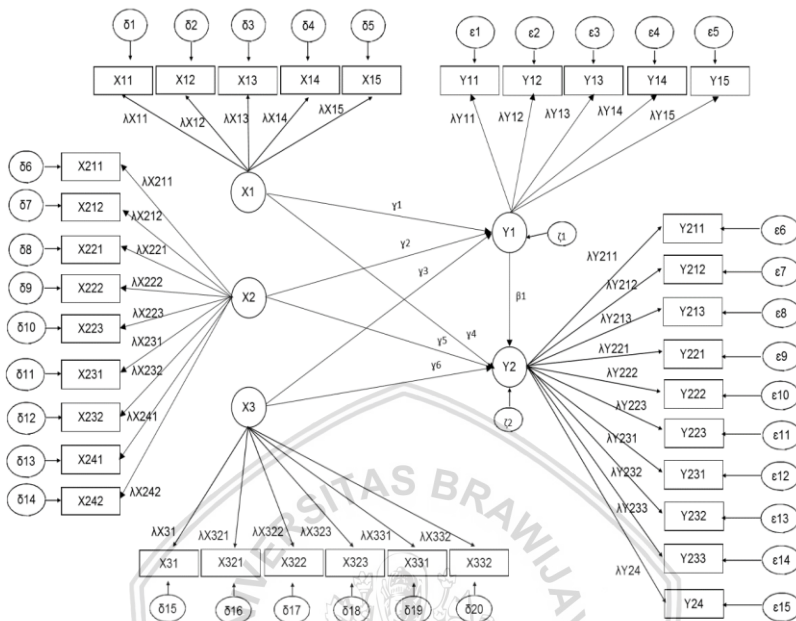 δ1 δ2 δ3 δ4 δ5
ε1 ε2 ε3 ε4 ε5
X11 X12 X13 X14 X15
Y11 Y12 Y13 Y14 Y15
λX11 λX12 λX13 λX14 λX15
λY11 λY12 λY13 λY14 λY15
δ6 X211 λX211
δ7 X212 λX212
δ8 X221 λX221
δ9 X222 λX222
δ10 X223 λX223
δ11 X231 λX231
δ12 X232 λX232
δ13 X241 λX241
δ14 X242 λX242
X1
X2
X3
γ1
γ2
γ3
γ4
γ5
γ6
Y1
ζ1
β1
Y2
ζ2
λY211 Y211 ε6
λY212 Y212 ε7
λY213 Y213 ε8
λY221 Y221 ε9
λY222 Y222 ε10
λY223 Y223 ε11
λY231 Y231 ε12
λY232 Y232 ε13
λY233 Y233 ε14
λY24 Y24 ε15
λX31 λX321 λX322 λX323 λX331 λX332
X31 X321 X322 X323 X331 X332
δ15 δ16 δ17 δ18 δ19 δ20